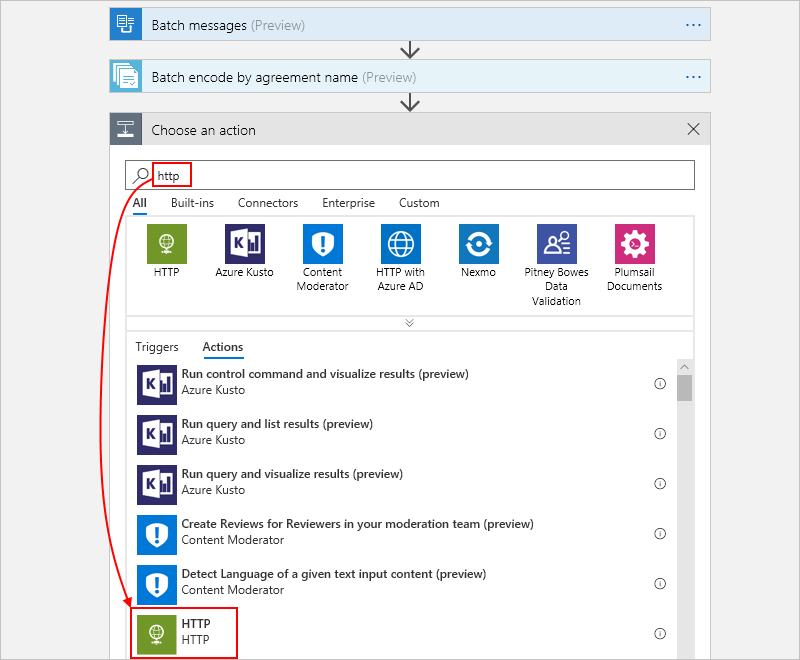 Batch messages (Preview)
Batch encode by agreement name (Preview)
Choose an action
http
All Built-ins Connectors Enterprise Custom
HTTP
Azure Kusto
Content
Moderator
HTTP with
Azure AD
Nexmo
Pitney Bowes
Data
Validation
Plumsail
Documents
Triggers Actions
Run control command and visualize results (preview)
Azure Kusto
Run query and list results (preview)
Azure Kusto
Run query and visualize results (preview)
Azure Kusto
Create Reviews for Reviewers in your moderation team (preview)
Content Moderator
Detect Language of a given text input content (preview)
Content Moderator
HTTP
HTTP